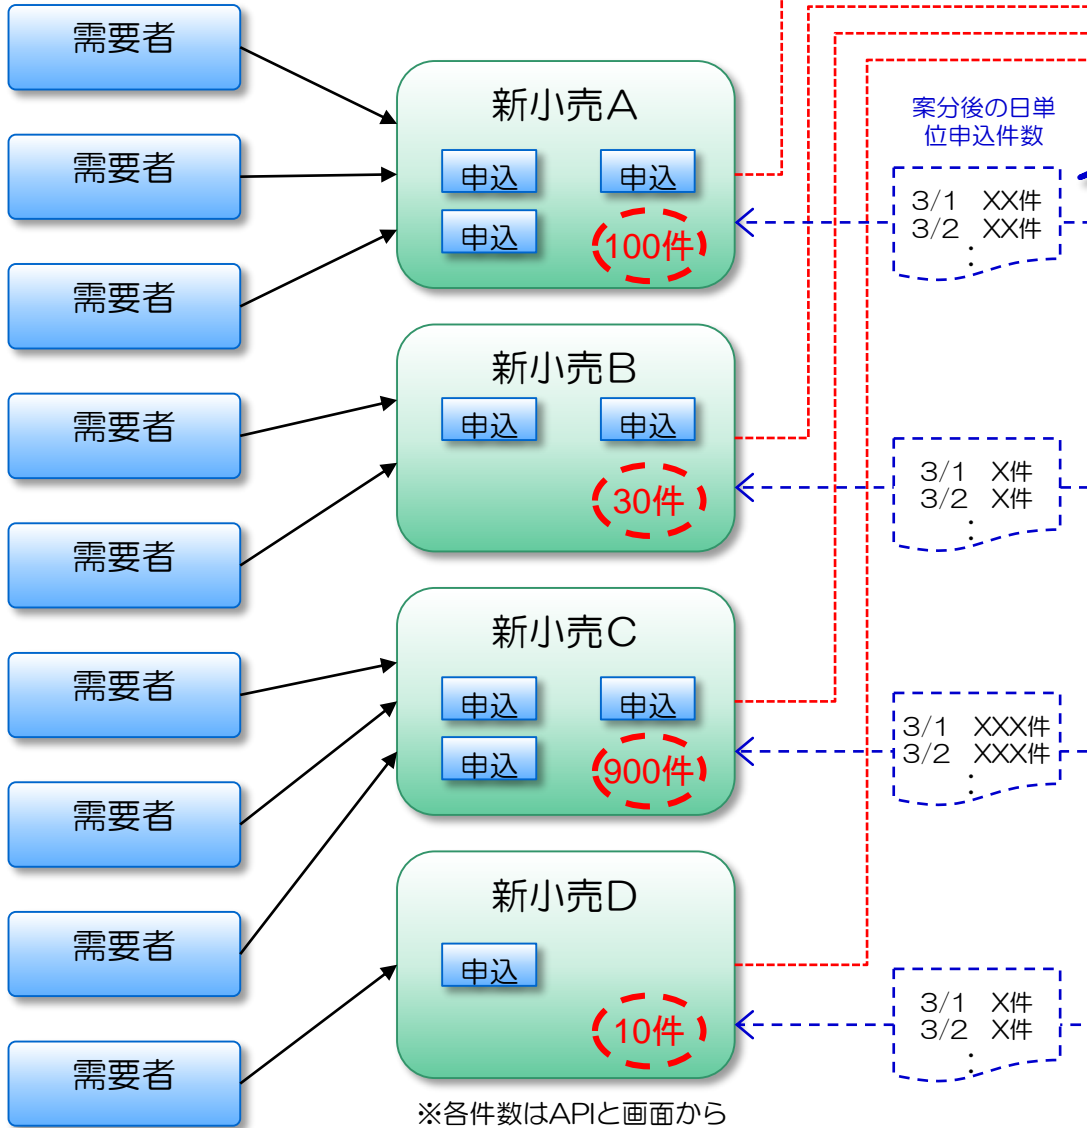 需要者
需要者
需要者
需要者
需要者
需要者
需要者
需要者
需要者
新小売A
申込
申込
申込
100件
新小売B
申込
申込
30件
新小売C
申込
申込
申込
900件
新小売D
申込
10件
※各件数はAPIと画面から
案分後の日単
位申込件数
3/1 XX件
3/2 XX件
:
3/1 X件
3/2 X件
:
3/1 XXX件
3/2 XXX件
:
3/1 X件
3/2 X件
: